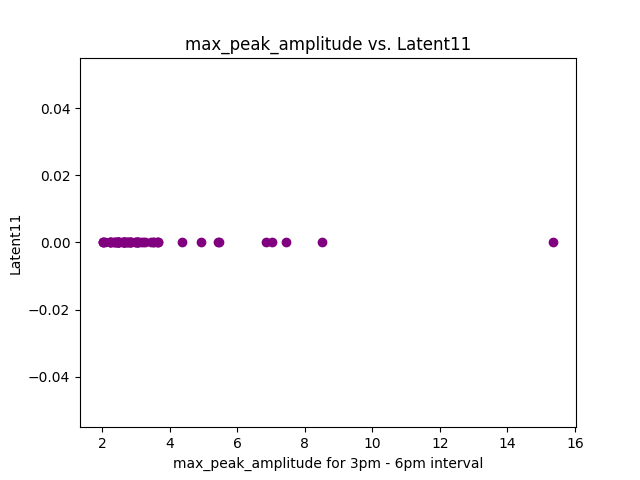 max_peak_amplitude vs. Latent11
0.04
0.02
0.00
−0.02
−0.04
Latent11
2 4 6 8 10 12 14 16
max_peak_amplitude for 3pm - 6pm interval